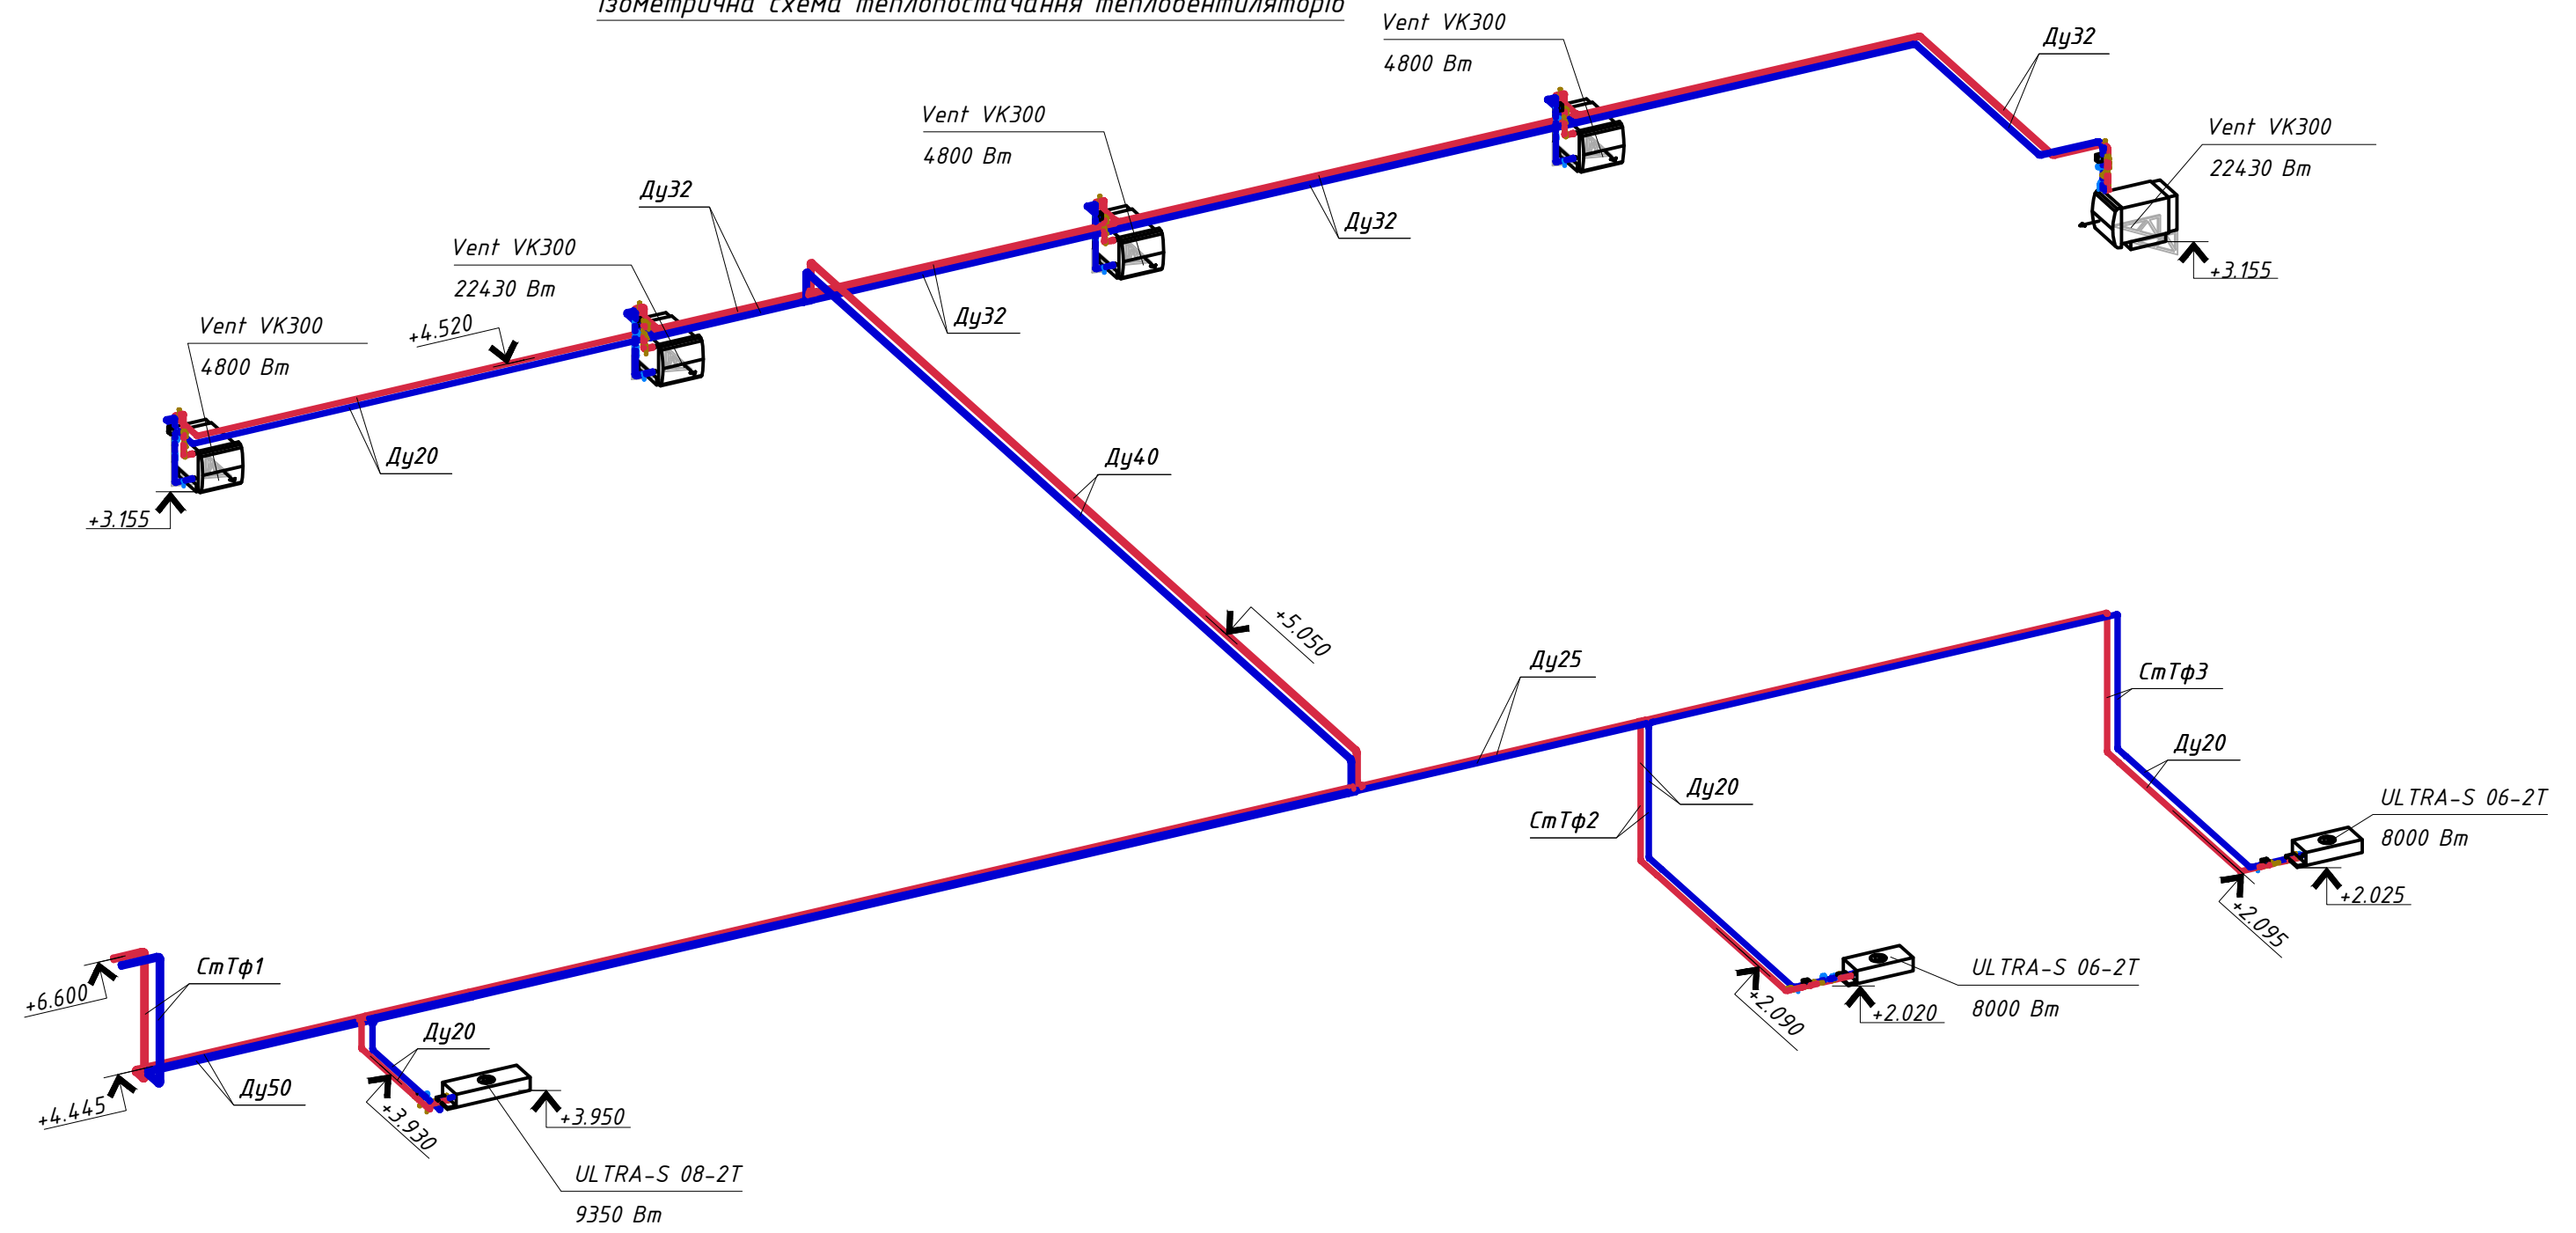 Ізометрична схема теплопостачання тепловентиляторів
Vent VK300
4800 Вт
Ду32
Vent VK300
22430 Вт
+3.155
Vent VK300
4800 Вт
Ду32
Ду32
Vent VK300
22430 Вт
Ду32
+4.520
Vent VK300
4800 Вт
Ду20
+3.155
Ду40
+5.050
Ду25
СтТф3
Ду20
Ду20
СтТф2
ULTRA-S 06-2T
8000 Вт
+2.025
+2.095
ULTRA-S 06-2T
8000 Вт
+2.020
+2.090
СтТф1
+6.600
Ду20
Ду50
+4.445
+3.930
+3.950
ULTRA-S 08-2T
9350 Вт